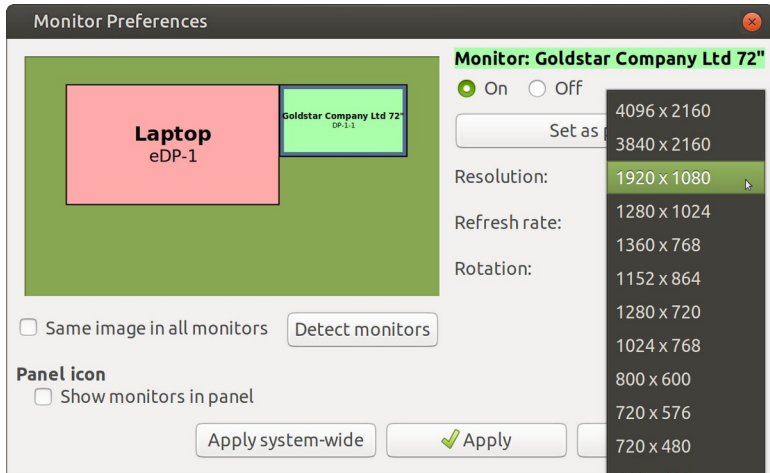 Monitor Preferences
Monitor: Goldstar Company Ltd 72"
On
Off
Set as
Resolution:
Refresh rate:
Rotation:
4096 x 2160
3840 x 2160
1920 x 1080
1280 x 1024
1360 x 768
1152 x 864
1280 x 720
1024 x 768
800 x 600
720 x 576
720 x 480
Laptop
eDP-1
Goldstar Company Ltd 72"
DP-1-1
Same image in all monitors
Detect monitors
Panel icon
Show monitors in panel
Apply system-wide
Apply